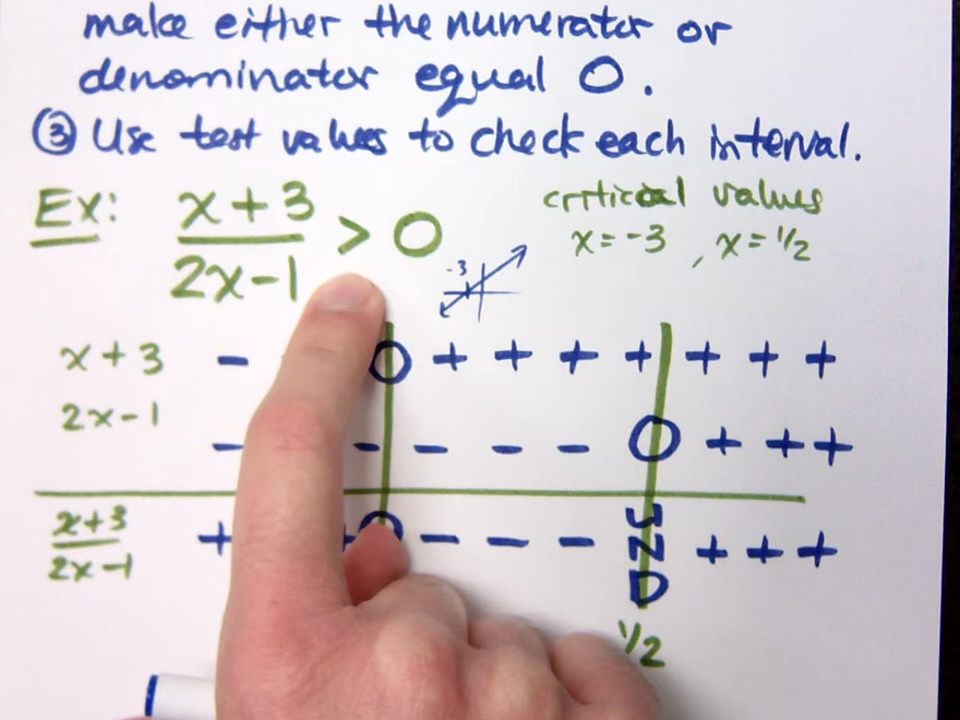 make either the numerator or
denominator equal 0.
③ Use test values to check each interval.
Ex: x+3 / 2x-1 > 0
critical values
x=-3 , x=1/2
-3
x+3 - 0 + + + + + + +
2x-1
- - - - - 0 + + +
x+3 / 2x-1 + + 0 - - - UND + + +
1/2